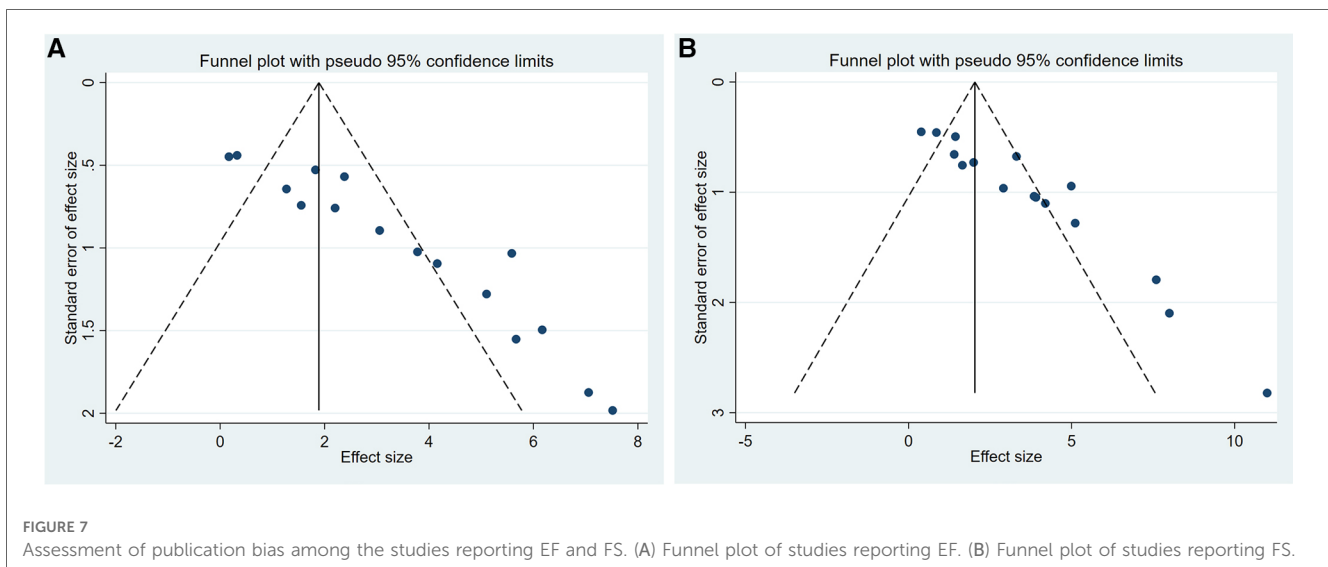 A
Funnel plot with pseudo 95% confidence limits
Standard error of effect size
0
.5
1
1.5
2
-2 0 2 4 6 8
Effect size
B
Funnel plot with pseudo 95% confidence limits
Standard error of effect size
0
1
2
3
-5 0 5 10
Effect size
FIGURE 7
Assessment of publication bias among the studies reporting EF and FS. (A) Funnel plot of studies reporting EF. (B) Funnel plot of studies reporting FS.